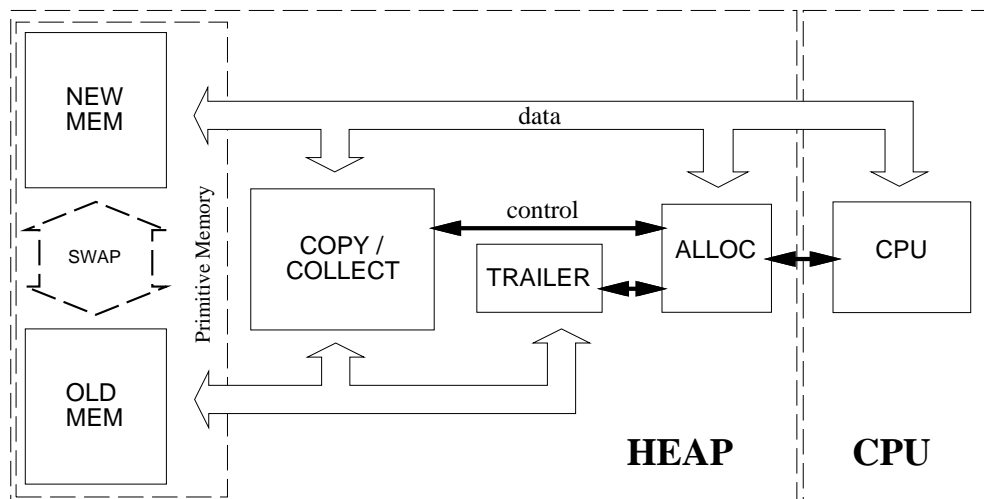 NEW
MEM
data
Primitive Memory
control
SWAP
COPY /
COLLECT
TRAILER
ALLOC
CPU
OLD
MEM
HEAP
CPU